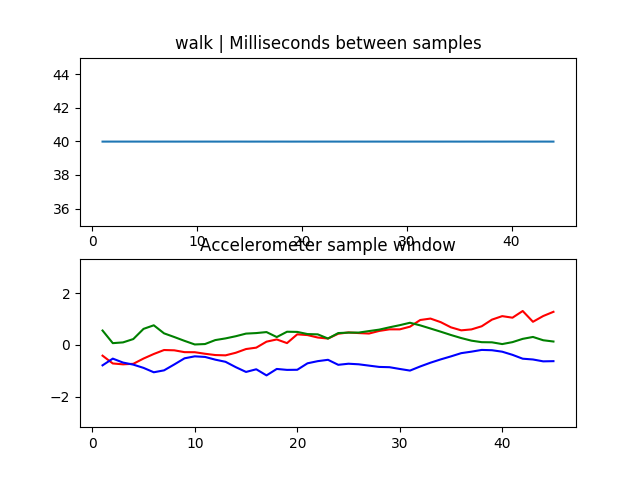 walk | Milliseconds between samples
44
42
40
38
36
0 10 20 30 40
Accelerometer sample window
2
0
−2
0 10 20 30 40